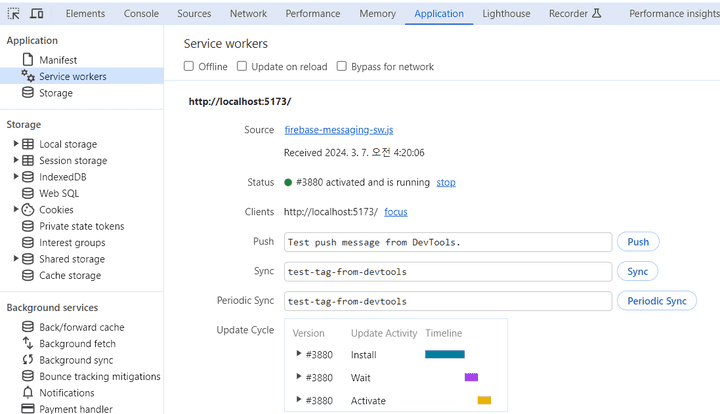 Elements Console Sources Network Performance Memory Application Lighthouse Recorder Performance insights
Application
Manifest
Service workers
Storage
Storage
Local storage
Session storage
IndexedDB
Web SQL
Cookies
Private state tokens
Interest groups
Shared storage
Cache storage
Background services
Back/forward cache
Background fetch
Background sync
Bounce tracking mitigations
Notifications
Payment handler
Service workers
Offline Update on reload Bypass for network
http://localhost:5173/
Source firebase-messaging-sw.js
Received 2024. 3. 7. 오전 4:20:06
Status #3880 activated and is running stop
Clients http://localhost:5173/ focus
Push Test push message from DevTools. Push
Sync test-tag-from-devtools Sync
Periodic Sync test-tag-from-devtools Periodic Sync
Update Cycle Version Update Activity Timeline
#3880 Install
#3880 Wait
#3880 Activate